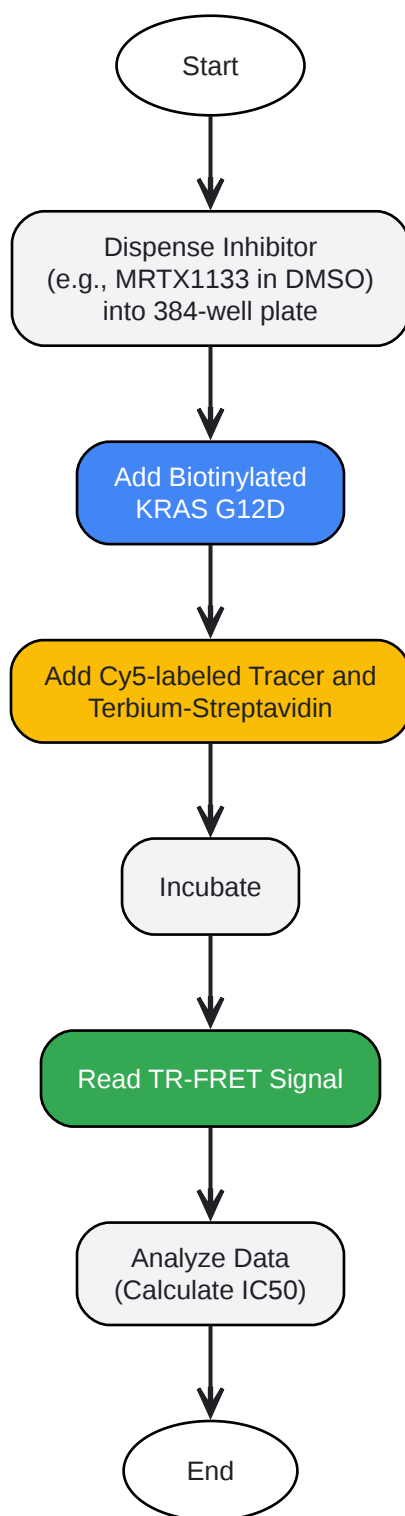 Start
Dispense Inhibitor
(e.g., MRTX1133 in DMSO)
into 384-well plate
Add Biotinylated
KRAS G12D
Add Cy5-labeled Tracer and
Terbium-Streptavidin
Incubate
Read TR-FRET Signal
Analyze Data
(Calculate IC50)
End